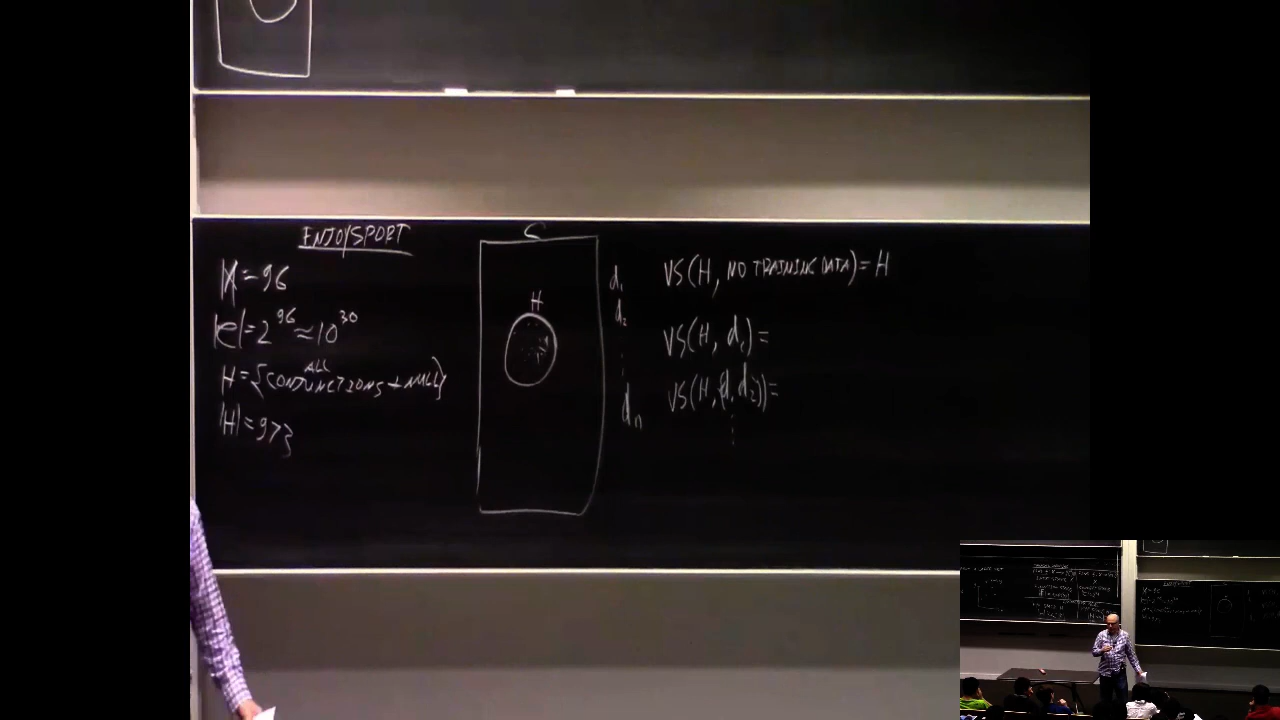 ENJOYSPORT
|X|=96
|C|=2^96≈10^30
H={ALL CONJUNCTIONS+NULL}
|H|=973
C
H
d₁
d₂
dₙ
VS(H, NO TRAINING DATA)=H
VS(H, d₁)=
VS(H,{d₁,d₂})=